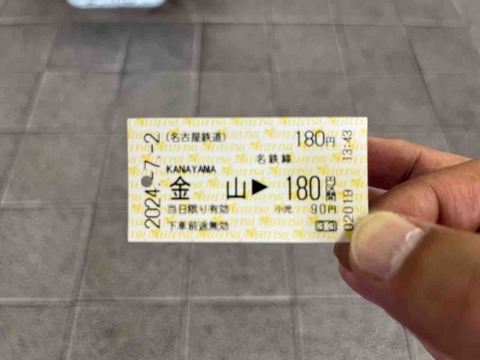 (名古屋鉄道) 180円
名鉄線
KANAYAMA
金 山 ▶ 180円区間
当日限り有効 小児 90円
下車前途無効
2024.-7.-2
02019 13:43